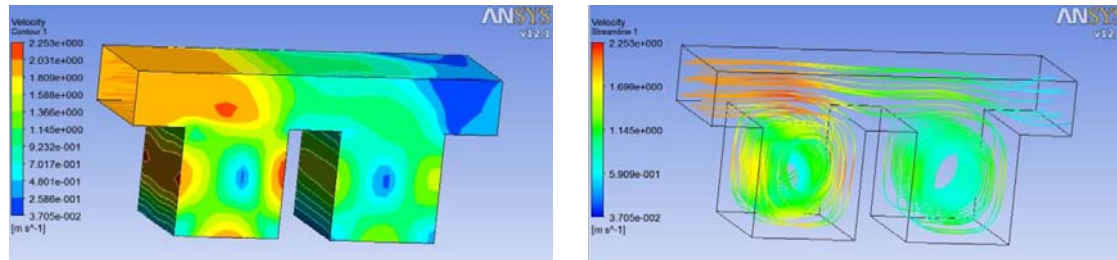 Velocity
Contour 1
2.253e+000
2.031e+000
1.809e+000
1.588e+000
1.366e+000
1.145e+000
9.232e-001
7.017e-001
4.801e-001
2.586e-001
3.705e-002
[m s^-1]
ANSYS
v12.1
Velocity
Streamline 1
2.253e+000
1.699e+000
1.145e+000
5.909e-001
3.705e-002
[m s^-1]
ANSYS
v12.